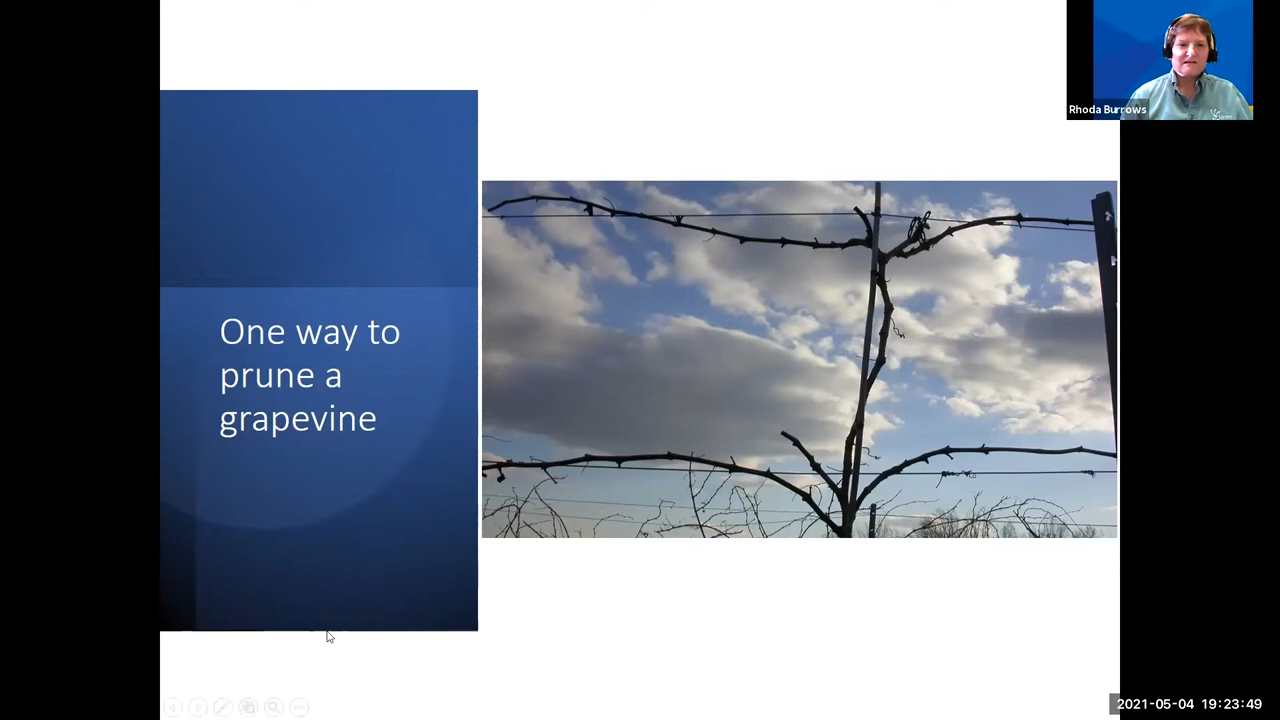 Rhoda Burrows
One way to
prune a
grapevine
2021-05-04 19:23:49